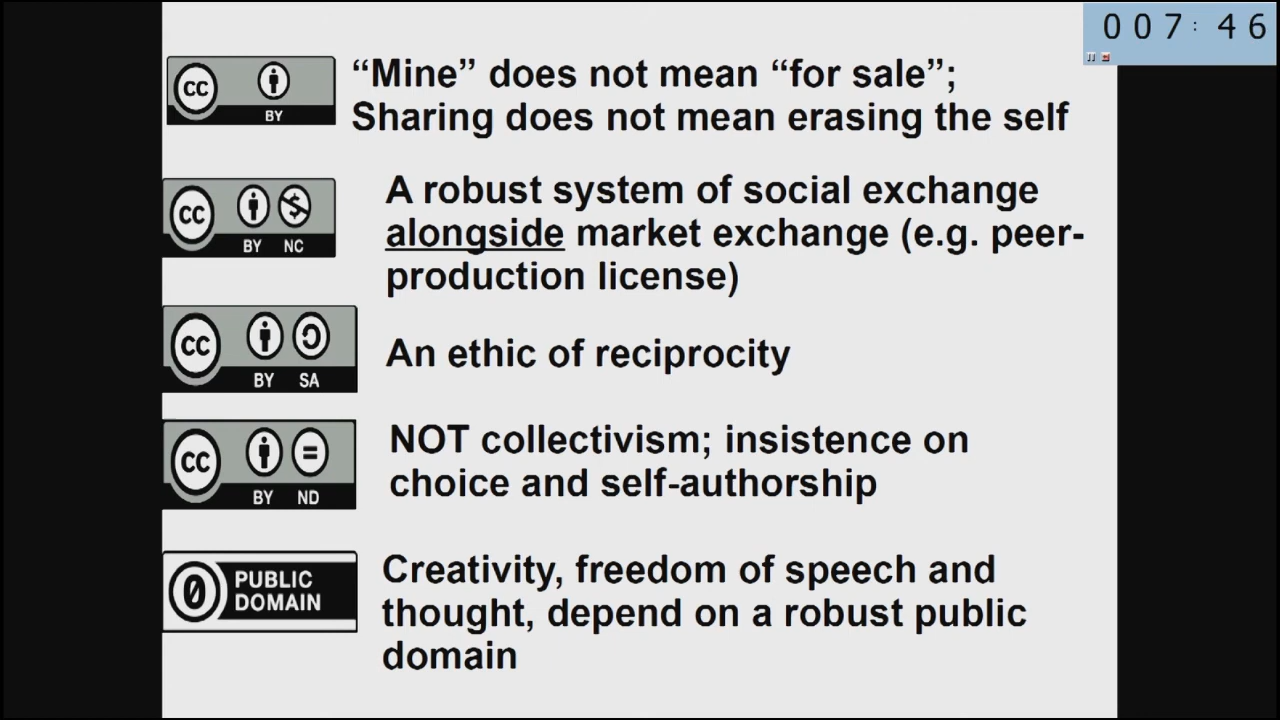 007:46
CC BY
“Mine” does not mean “for sale”;
Sharing does not mean erasing the self
CC BY NC
A robust system of social exchange
alongside market exchange (e.g. peer-
production license)
CC BY SA
An ethic of reciprocity
CC BY ND
NOT collectivism; insistence on
choice and self-authorship
0 PUBLIC
DOMAIN
Creativity, freedom of speech and
thought, depend on a robust public
domain